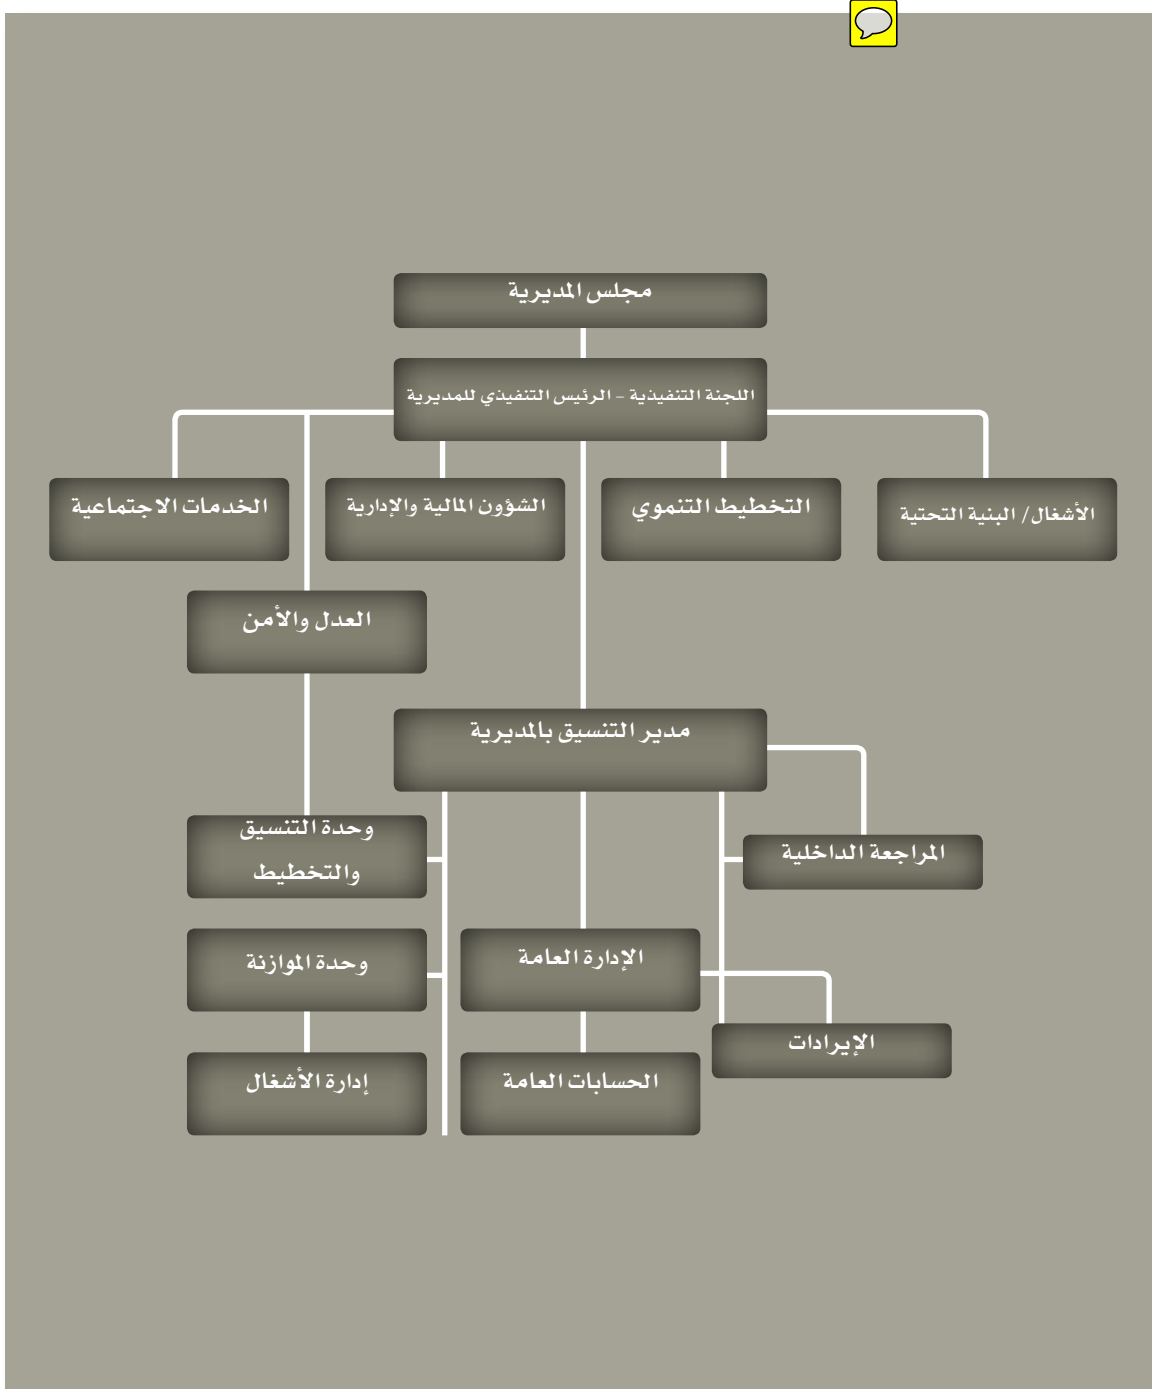 مجلس المديرية
اللجنة التنفيذية – الرئيس التنفيذي للمديرية
الأشغال/ البنية التحتية
التخطيط التنموي
الشؤون المالية والإدارية
الخدمات الاجتماعية
العدل والأمن
مدير التنسيق بالمديرية
المراجعة الداخلية
وحدة التنسيق
والتخطيط
الإدارة العامة
وحدة الموازنة
الإيرادات
الحسابات العامة
إدارة الأشغال